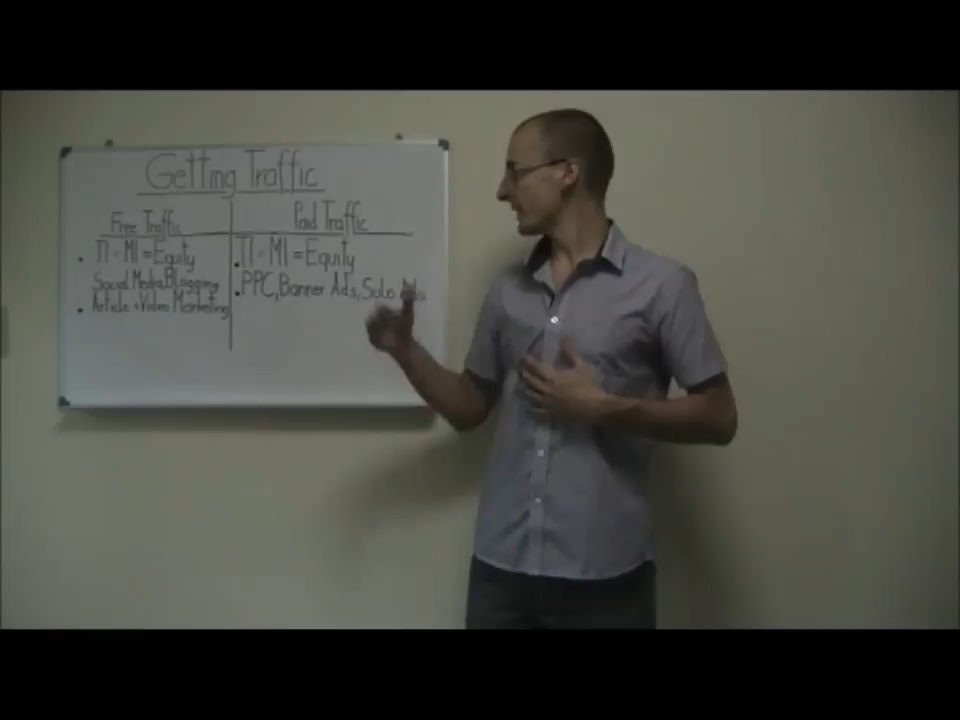 Getting Traffic
Free Traffic
TI + MI = Equity
Social Media, Blogging
Article + Video Marketing
Paid Traffic
TI + MI = Equity
PPC, Banner Ads, Solo Ads